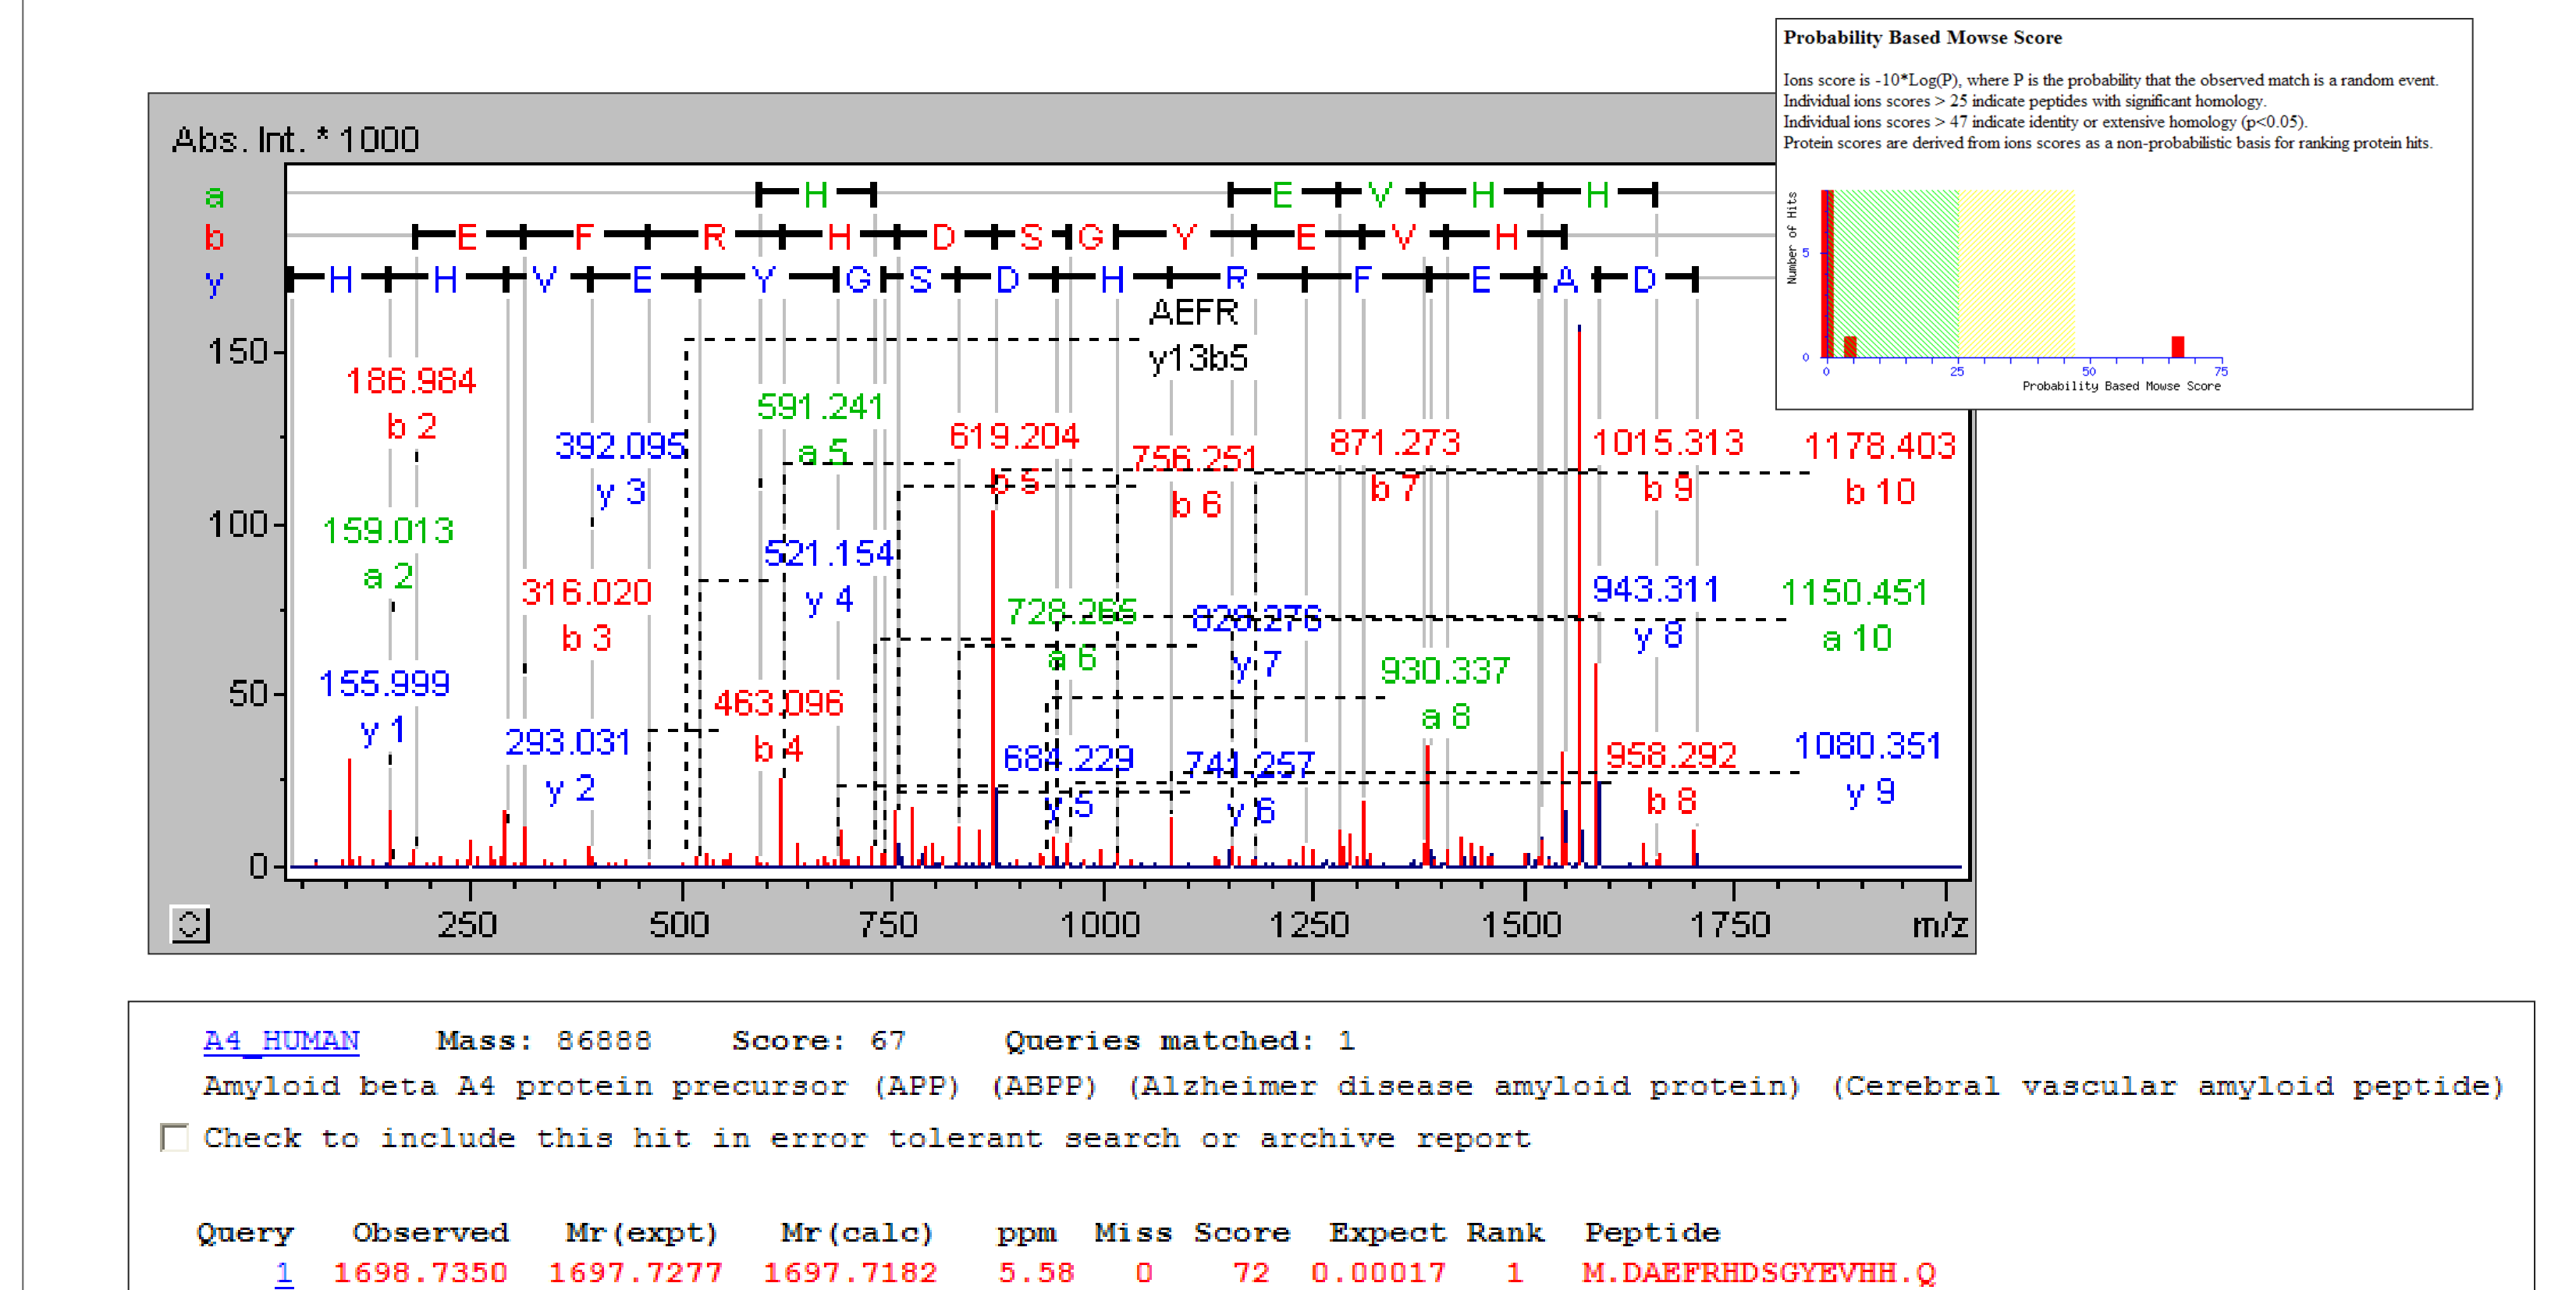 Probability Based Mowse Score
Ions score is -10*Log(P), where P is the probability that the observed match is a random event.
Individual ions scores > 25 indicate peptides with significant homology.
Individual ions scores > 47 indicate identity or extensive homology (p<0.05).
Protein scores are derived from ions scores as a non-probabilistic basis for ranking protein hits.
Number of Hits
5
0
0 25 50 75
Probability Based Mowse Score
Abs. Int. * 1000
a H E V H H
b E F R H D S G Y E V H
y H H V E Y G S D H R F E A D
AEFR
y13b5
150
100
50
0
186.984
b 2
392.095
y 3
591.241
a 5
619.204
b 5
756.251
b 6
871.273
b 7
1015.313
b 9
1178.403
b 10
159.013
a 2
316.020
b 3
521.154
y 4
728.265
a 6
828.276
y 7
943.311
y 8
1150.451
a 10
155.999
y 1
293.031
y 2
463.096
b 4
684.229
y 5
741.257
y 6
930.337
a 8
958.292
b 8
1080.351
y 9
250 500 750 1000 1250 1500 1750 m/z
A4_HUMAN Mass: 86888 Score: 67 Queries matched: 1
Amyloid beta A4 protein precursor (APP) (ABPP) (Alzheimer disease amyloid protein) (Cerebral vascular amyloid peptide)
Check to include this hit in error tolerant search or archive report
Query Observed Mr(expt) Mr(calc) ppm Miss Score Expect Rank Peptide
1 1698.7350 1697.7277 1697.7182 5.58 0 72 0.00017 1 M.DAEFRHDSGYEVHH.Q